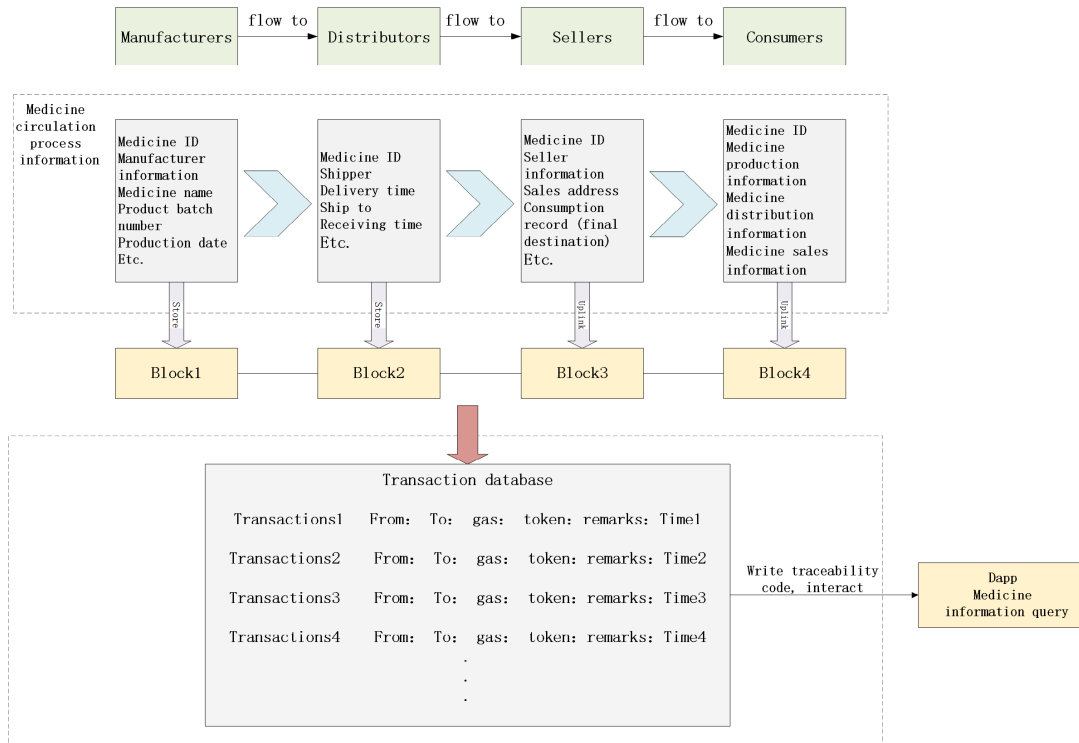 flow to
flow to
flow to
Manufacturers
Distributors
Sellers
Consumers
Medicine
circulation
process
information
Medicine ID
Manufacturer
information
Medicine name
Product batch
number
Production date
Etc.
Medicine ID
Shipper
Delivery time
Ship to
Receiving time
Etc.
Medicine ID
Seller
information
Sales address
Consumption
record (final
destination)
Etc.
Medicine ID
Medicine
production
information
Medicine
distribution
information
Medicine sales
information
Store
Store
Uplink
Uplink
Block1
Block2
Block3
Block4
Transaction database
Transactions1 From: To: gas: token: remarks: Time1
Transactions2 From: To: gas: token: remarks: Time2
Transactions3 From: To: gas: token: remarks: Time3
Transactions4 From: To: gas: token: remarks: Time4
.
.
.
Write traceability
code, interact
Dapp
Medicine
information query